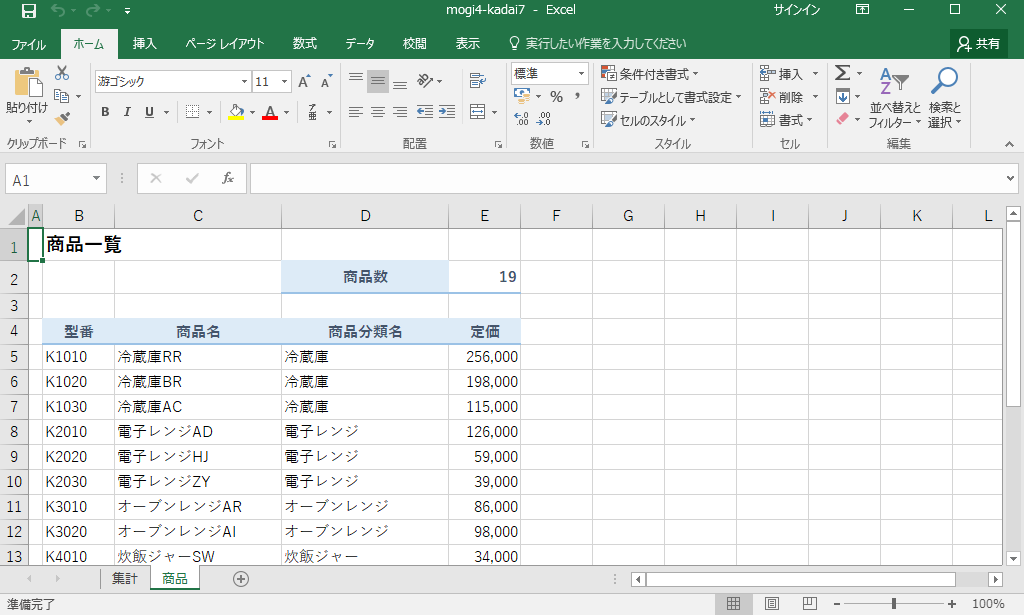 mogi4-kadai7 - Excel サインイン
ファイル ホーム 挿入 ページ レイアウト 数式 データ 校閲 表示 実行したい作業を入力してください 共有
貼り付け 游ゴシック 11 A A 標準 条件付き書式 挿入 Σ 並べ替えと フィルター 検索と 選択
B I U A 亜 % , テーブルとして書式設定 削除
セルのスタイル 書式
クリップボード フォント 配置 数値 スタイル セル 編集
A1 fx
A B C D E F G H I J K L
1 商品一覧
2 商品数 19
3
4 型番 商品名 商品分類名 定価
5 K1010 冷蔵庫RR 冷蔵庫 256,000
6 K1020 冷蔵庫BR 冷蔵庫 198,000
7 K1030 冷蔵庫AC 冷蔵庫 115,000
8 K2010 電子レンジAD 電子レンジ 126,000
9 K2020 電子レンジHJ 電子レンジ 59,000
10 K2030 電子レンジZY 電子レンジ 39,000
11 K3010 オーブンレンジAR オーブンレンジ 86,000
12 K3020 オーブンレンジAI オーブンレンジ 98,000
13 K4010 炊飯ジャーSW 炊飯ジャー 34,000
集計 商品
準備完了 100%